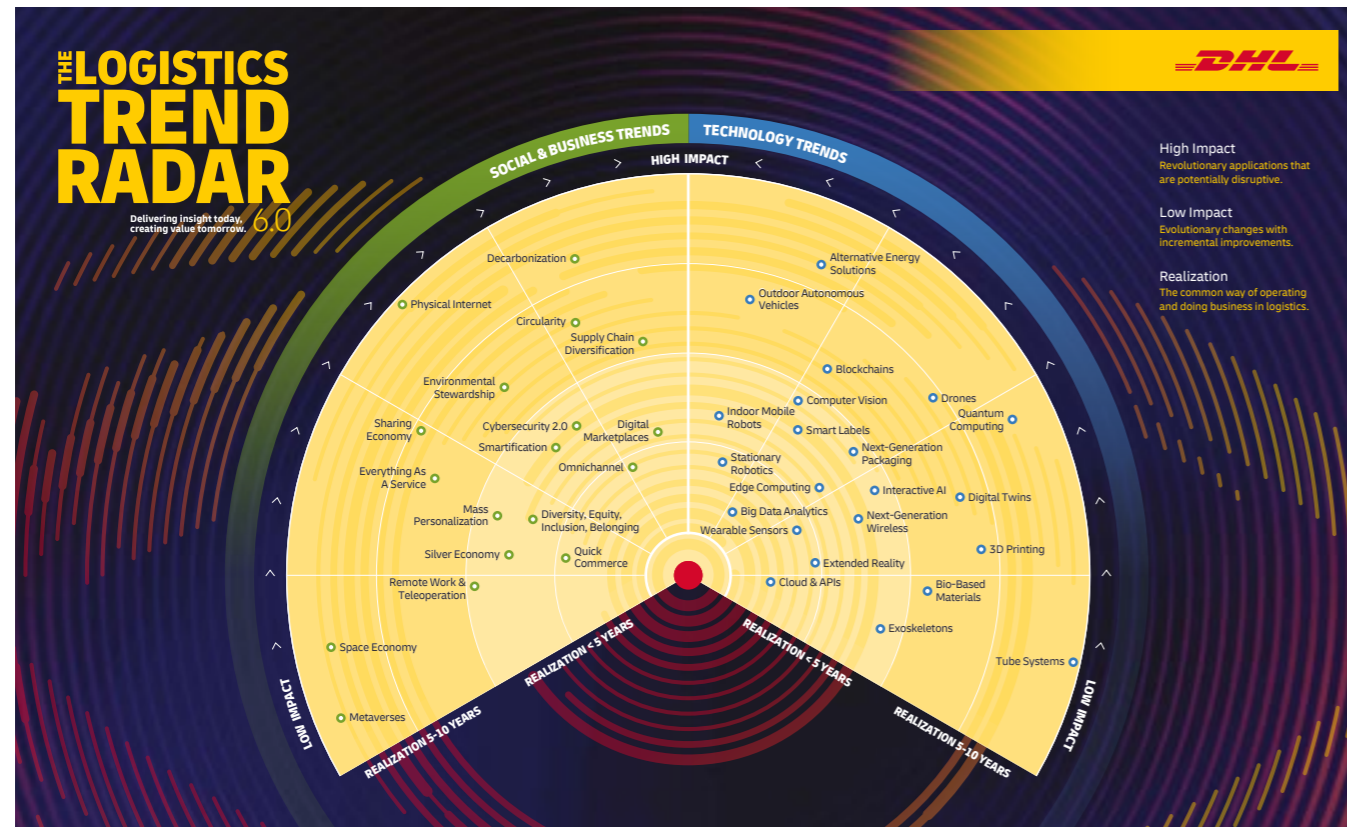 THE LOGISTICS
TREND
RADAR
Delivering insight today,
creating value tomorrow.
6.0
DHL
High Impact
Revolutionary applications that
are potentially disruptive.
Low Impact
Evolutionary changes with
incremental improvements.
Realization
The common way of operating
and doing business in logistics.
SOCIAL & BUSINESS TRENDS
TECHNOLOGY TRENDS
HIGH IMPACT
Decarbonization
Physical Internet
Circularity
Supply Chain
Diversification
Environmental
Stewardship
Sharing
Economy
Cybersecurity 2.0
Digital
Marketplaces
Smartification
Omnichannel
Everything As
A Service
Mass
Personalization
Diversity, Equity,
Inclusion, Belonging
Silver Economy
Quick
Commerce
Remote Work &
Teleoperation
Space Economy
Metaverses
Alternative Energy
Solutions
Outdoor Autonomous
Vehicles
Blockchains
Computer Vision
Drones
Indoor Mobile
Robots
Quantum
Computing
Smart Labels
Next-Generation
Packaging
Stationary
Robotics
Edge Computing
Interactive AI
Digital Twins
Big Data Analytics
Next-Generation
Wireless
Wearable Sensors
3D Printing
Extended Reality
Cloud & APIs
Bio-Based
Materials
Exoskeletons
Tube Systems
REALIZATION < 5 YEARS
REALIZATION < 5 YEARS
REALIZATION 5-10 YEARS
REALIZATION 5-10 YEARS
LOW IMPACT
LOW IMPACT